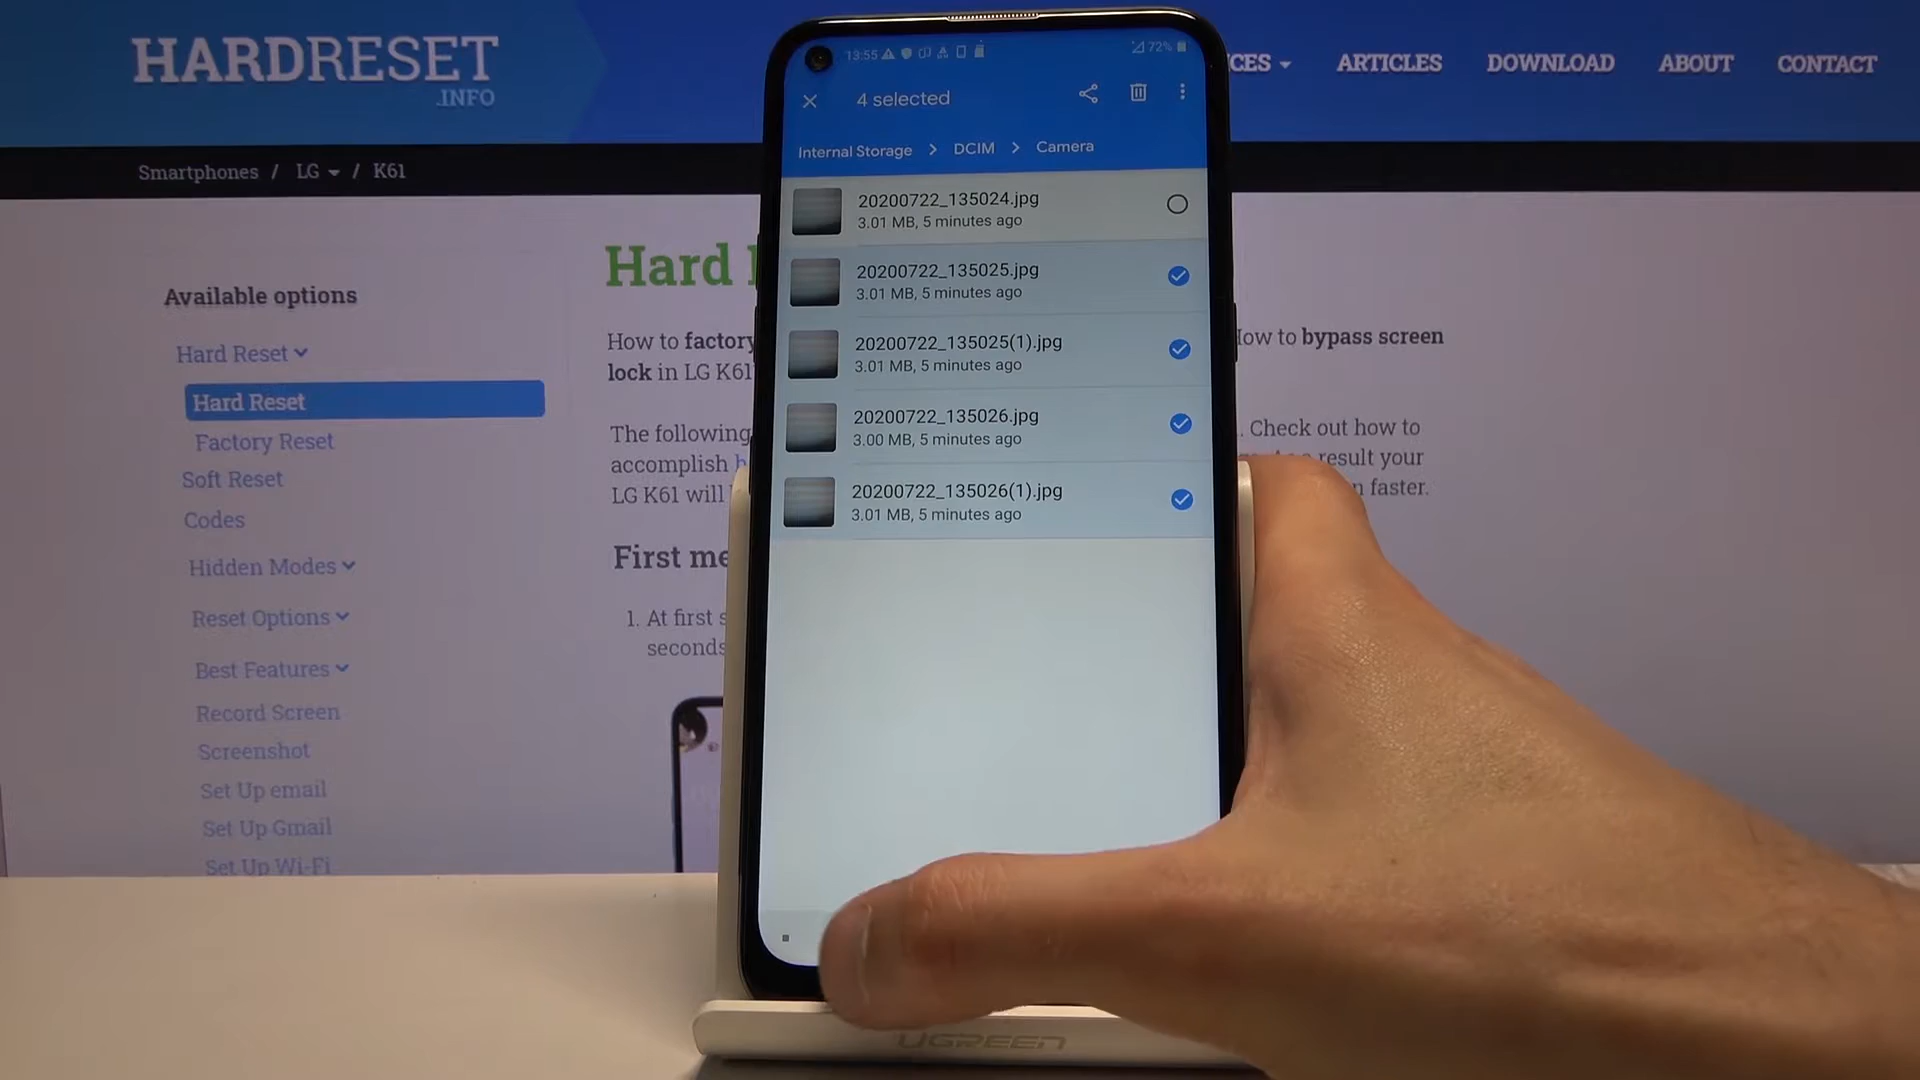 HARDRESET
.INFO
CES
ARTICLES
DOWNLOAD
ABOUT
CONTACT
Smartphones / LG / K61
Available options
Hard Reset
Hard Reset
Factory Reset
Soft Reset
Codes
Hidden Modes
Reset Options
Best Features
Record Screen
Screenshot
Set Up email
Set Up Gmail
Set Up Wi-Fi
Hard
How to factory
lock in LG K61
The following
accomplish
LG K61 will
First me
1. At first s
seconds
How to bypass screen
. Check out how to
result your
n faster.
13:55
72%
4 selected
Internal Storage > DCIM > Camera
20200722_135024.jpg
3.01 MB, 5 minutes ago
20200722_135025.jpg
3.01 MB, 5 minutes ago
20200722_135025(1).jpg
3.01 MB, 5 minutes ago
20200722_135026.jpg
3.00 MB, 5 minutes ago
20200722_135026(1).jpg
3.01 MB, 5 minutes ago
UGREEN